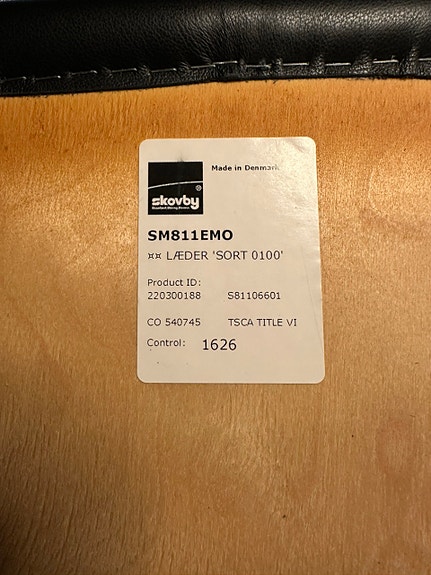 Made in Denmark
skovby
®
SM811EMO
¤¤ LÆDER 'SORT 0100'
Product ID:
220300188 S81106601
CO 540745 TSCA TITLE VI
Control: 1626